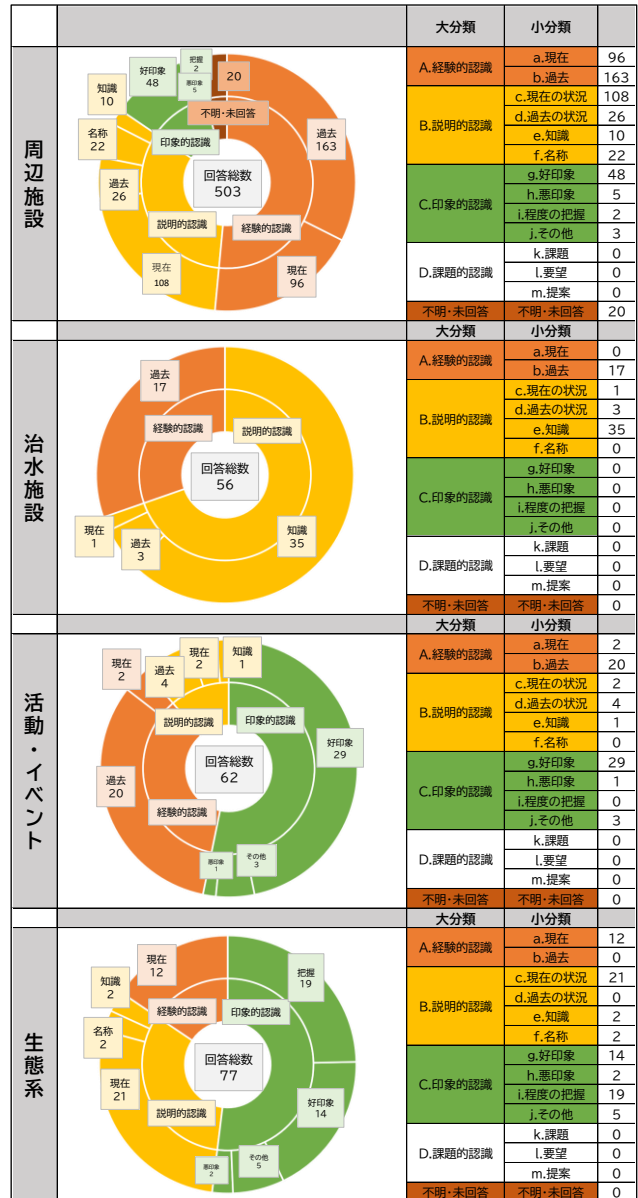 大分類 小分類
周辺施設
把握
2
好印象
48
悪印象
5
20
知識
10
不明・未回答
過去
163
名称
22
印象的認識
回答総数
503
過去
26
説明的認識
経験的認識
現在
108
現在
96
A.経験的認識
a.現在 96
b.過去 163
B.説明的認識
c.現在の状況 108
d.過去の状況 26
e.知識 10
f.名称 22
C.印象的認識
g.好印象 48
h.悪印象 5
i.程度の把握 2
j.その他 3
D.課題的認識
k.課題 0
l.要望 0
m.提案 0
不明・未回答 不明・未回答 20
大分類 小分類
治水施設
過去
17
経験的認識
説明的認識
回答総数
56
現在
1
過去
3
知識
35
A.経験的認識
a.現在 0
b.過去 17
B.説明的認識
c.現在の状況 1
d.過去の状況 3
e.知識 35
f.名称 0
C.印象的認識
g.好印象 0
h.悪印象 0
i.程度の把握 0
j.その他 0
D.課題的認識
k.課題 0
l.要望 0
m.提案 0
不明・未回答 不明・未回答 0
大分類 小分類
活動・イベント
現在
2
過去
4
現在
2
知識
1
説明的認識
印象的認識
好印象
29
回答総数
62
過去
20
経験的認識
悪印象
1
その他
3
A.経験的認識
a.現在 2
b.過去 20
B.説明的認識
c.現在の状況 2
d.過去の状況 4
e.知識 1
f.名称 0
C.印象的認識
g.好印象 29
h.悪印象 1
i.程度の把握 0
j.その他 3
D.課題的認識
k.課題 0
l.要望 0
m.提案 0
不明・未回答 不明・未回答 0
大分類 小分類
生態系
現在
12
把握
19
知識
2
経験的認識
印象的認識
名称
2
回答総数
77
現在
21
好印象
14
説明的認識
悪印象
2
その他
5
A.経験的認識
a.現在 12
b.過去 0
B.説明的認識
c.現在の状況 21
d.過去の状況 0
e.知識 2
f.名称 2
C.印象的認識
g.好印象 14
h.悪印象 2
i.程度の把握 19
j.その他 5
D.課題的認識
k.課題 0
l.要望 0
m.提案 0
不明・未回答 不明・未回答 0